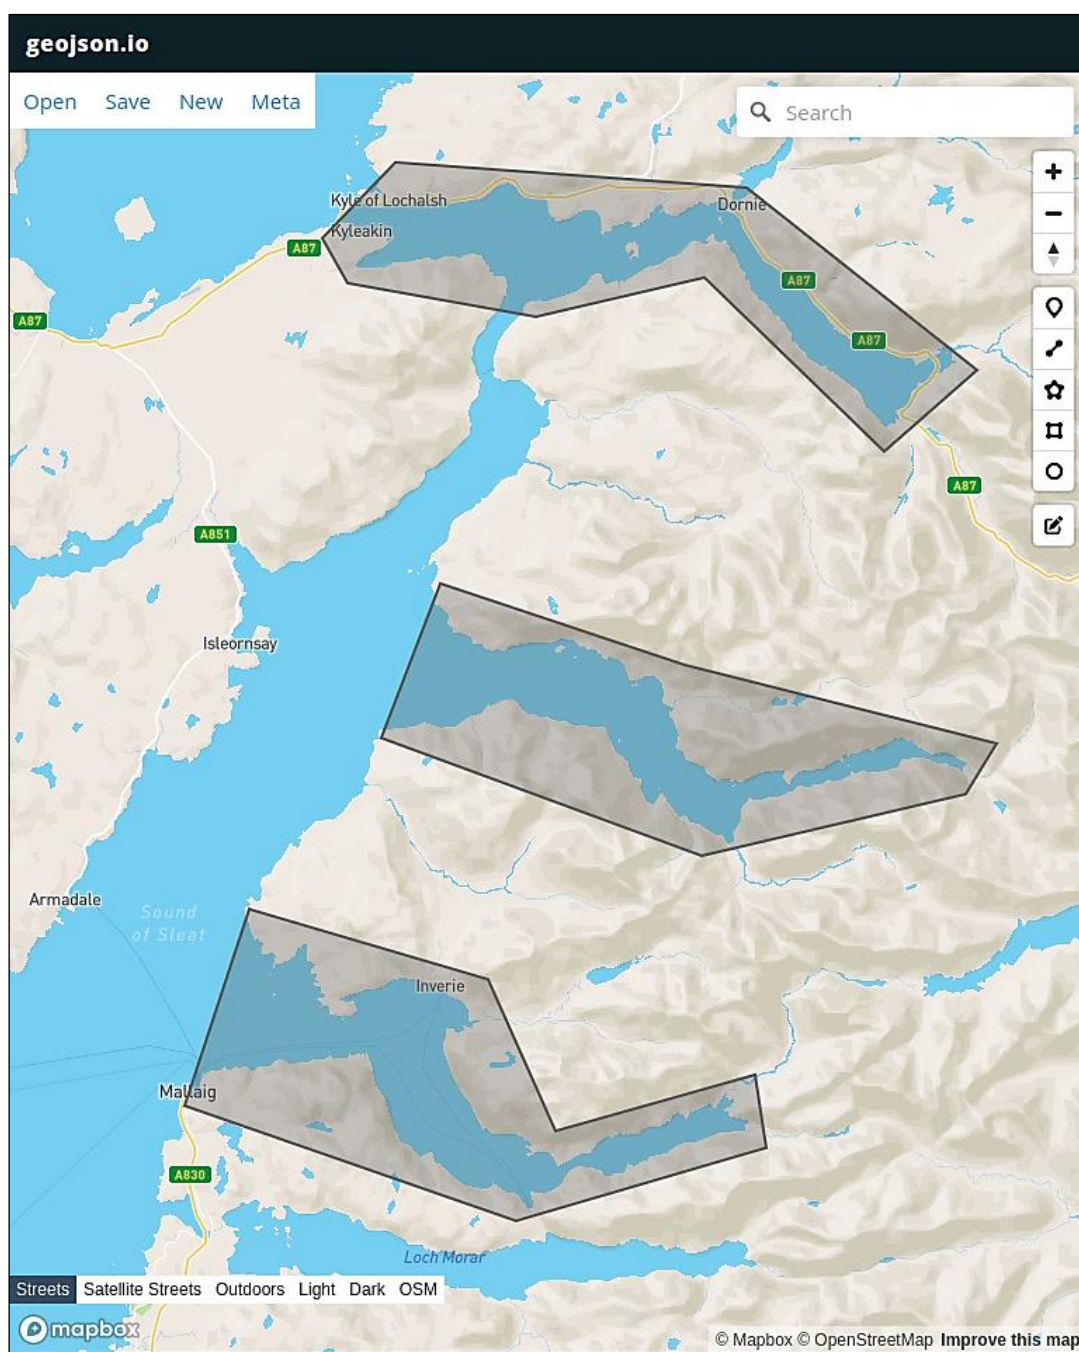 geojson.io
Open Save New Meta
Search
Kyle of Lochalsh
Dornie
Kyleakin
A87
A87
A87
A87
A87
A851
Isleornsay
Armadale
Sound
of Sleat
Inverie
Mallaig
A830
Loch Morar
Streets Satellite Streets Outdoors Light Dark OSM
mapbox
© Mapbox © OpenStreetMap Improve this map